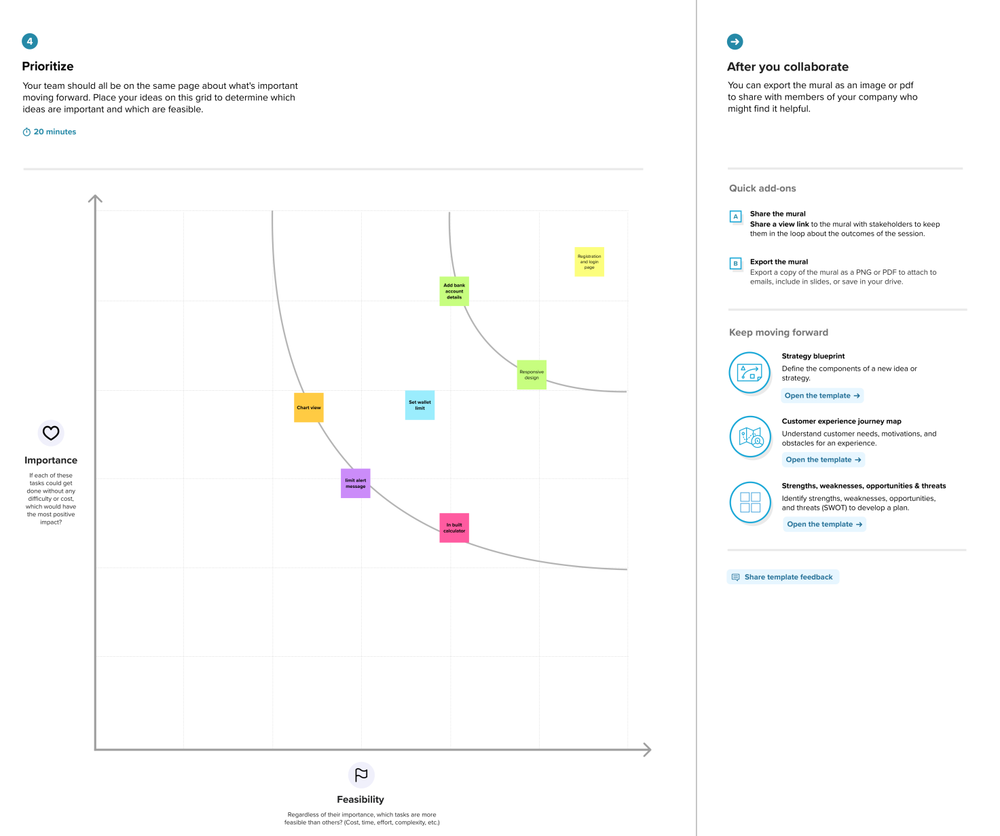 4
Prioritize
Your team should all be on the same page about what's important
moving forward. Place your ideas on this grid to determine which
ideas are important and which are feasible.
20 minutes
Registration
and login
page
Add bank
account
details
Responsive
design
Chart view
Set wallet
limit
limit alert
message
In built
calculator
Importance
If each of these
tasks could get
done without any
difficulty or cost,
which would have
the most positive
impact?
Feasibility
Regardless of their importance, which tasks are more
feasible than others? (Cost, time, effort, complexity, etc.)
After you collaborate
You can export the mural as an image or pdf
to share with members of your company who
might find it helpful.
Quick add-ons
A
Share the mural
Share a view link to the mural with stakeholders to keep
them in the loop about the outcomes of the session.
B
Export the mural
Export a copy of the mural as a PNG or PDF to attach to
emails, include in slides, or save in your drive.
Keep moving forward
Strategy blueprint
Define the components of a new idea or
strategy.
Open the template →
Customer experience journey map
Understand customer needs, motivations, and
obstacles for an experience.
Open the template →
Strengths, weaknesses, opportunities & threats
Identify strengths, weaknesses, opportunities,
and threats (SWOT) to develop a plan.
Open the template →
Share template feedback